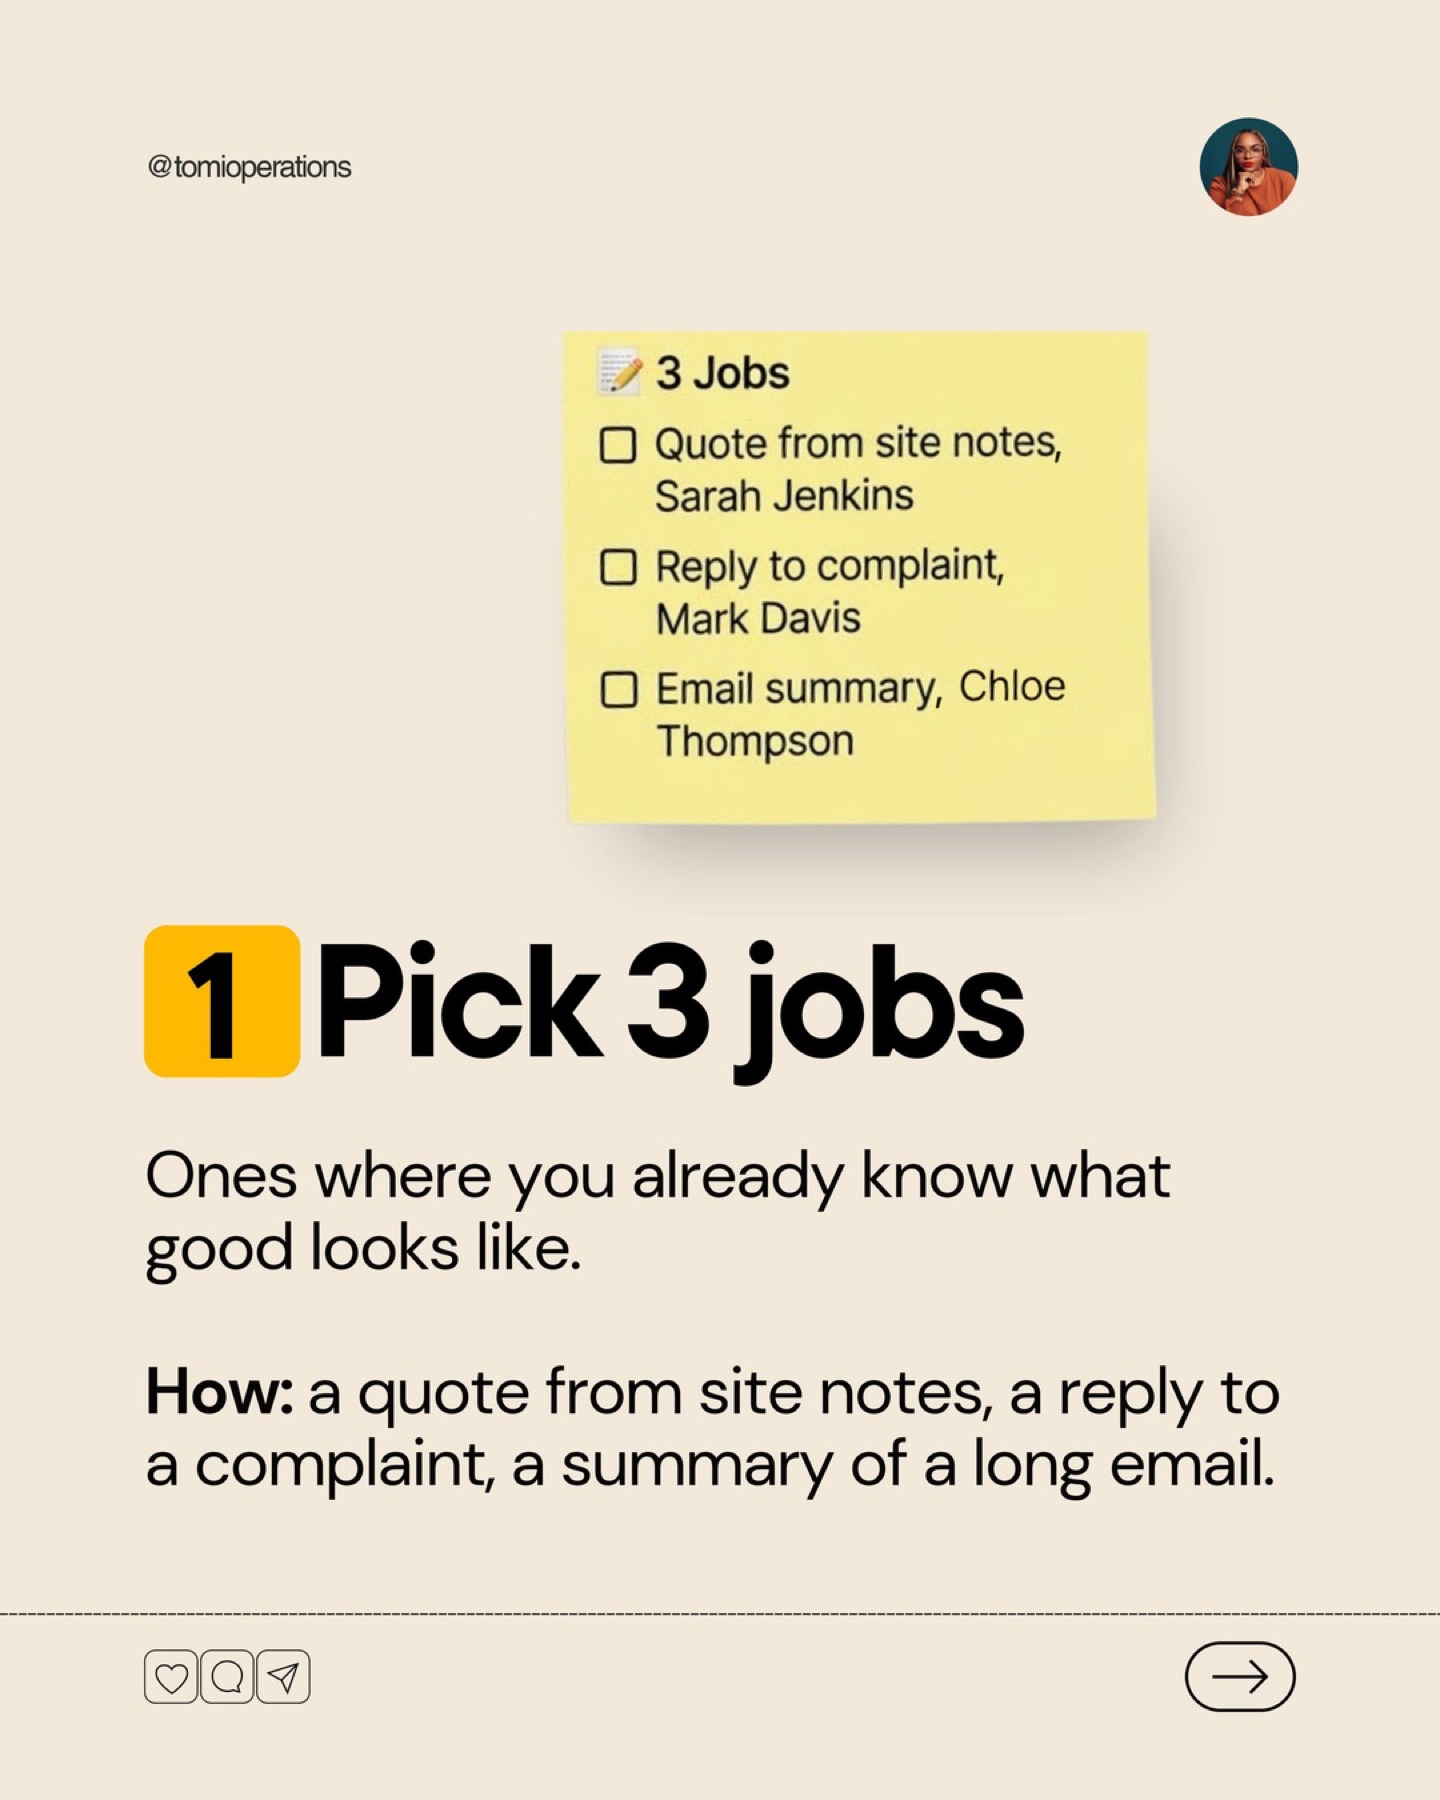 @tomioperations
📝 3 Jobs
Quote from site notes,
Sarah Jenkins
Reply to complaint,
Mark Davis
Email summary, Chloe
Thompson
1 Pick 3 jobs
Ones where you already know what
good looks like.
How: a quote from site notes, a reply to
a complaint, a summary of a long email.